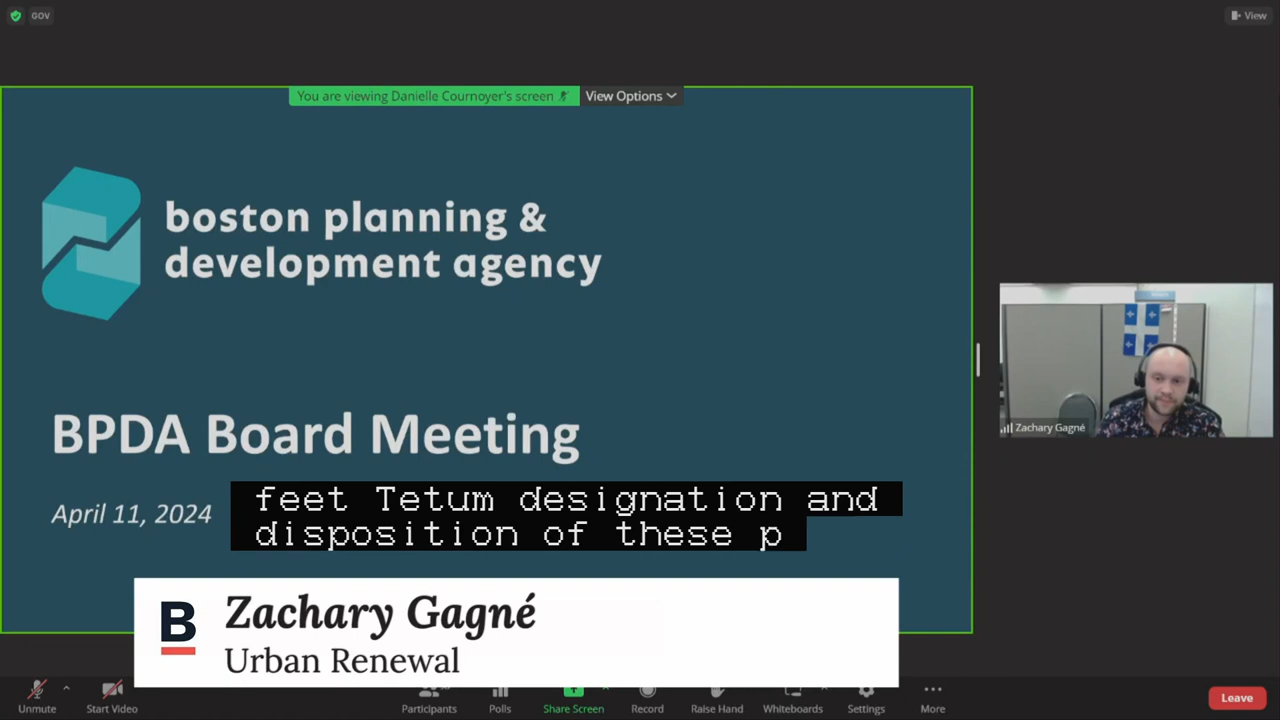 GOV
View
You are viewing Danielle Cournoyer's screen
View Options
boston planning &
development agency
BPDA Board Meeting
April 11, 2024
feet Tetum designation and
disposition of these p
Zachary Gagné
B
Zachary Gagné
Urban Renewal
Unmute
Start Video
Participants
Polls
Share Screen
Record
Raise Hand
Whiteboards
Settings
More
Leave